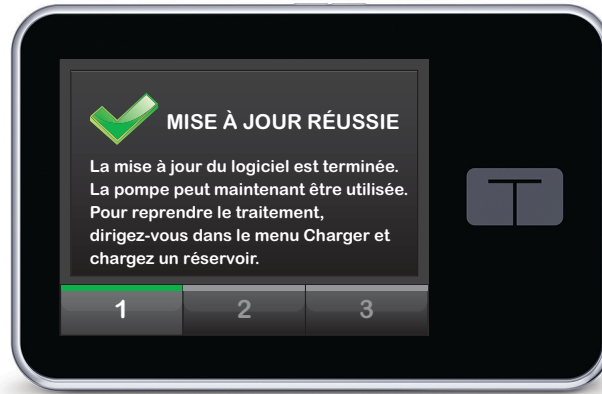 MISE À JOUR RÉUSSIE
La mise à jour du logiciel est terminée.
La pompe peut maintenant être utilisée.
Pour reprendre le traitement,
dirigez-vous dans le menu Charger et
chargez un réservoir.
1 2 3